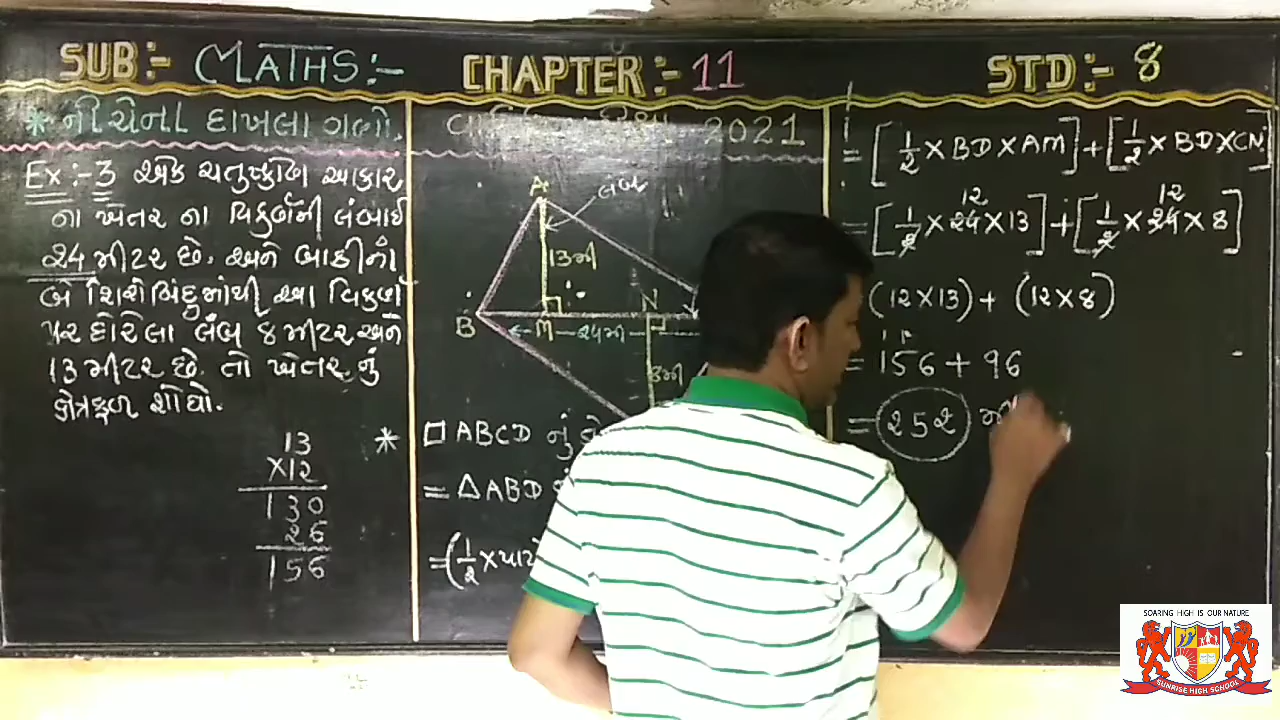 SUB:- MATHS:- CHAPTER:- 11 STD:- 8
* નીચેના દાખલા ગણો.
Ex:-3 એક ચતુષ્કોણ આકાર
ના ખેતર ના વિકર્ણની લંબાઈ
24 મીટર છે. અને બાકીનાં
બે શિરોબિંદુમાંથી આ વિકર્ણ
પર દોરેલા લંબ 8 મીટર અને
13 મીટર છે. તો ખેતર નું
ક્ષેત્રફળ શોધો.
13
×12
130
26
156
2021
A
લંબ
13મી
B
M
N
24મી
8મી
* □ ABCD નું
= △ABD
=(1/2 ×
= [1/2 × BD × AM] + [1/2 × BD × CN]
12 12
= [1/2 × 24 × 13] + [1/2 × 24 × 8]
(12×13) + (12×8)
= 156 + 96
= 252
SOARING HIGH IS OUR NATURE
SUNRISE HIGH SCHOOL